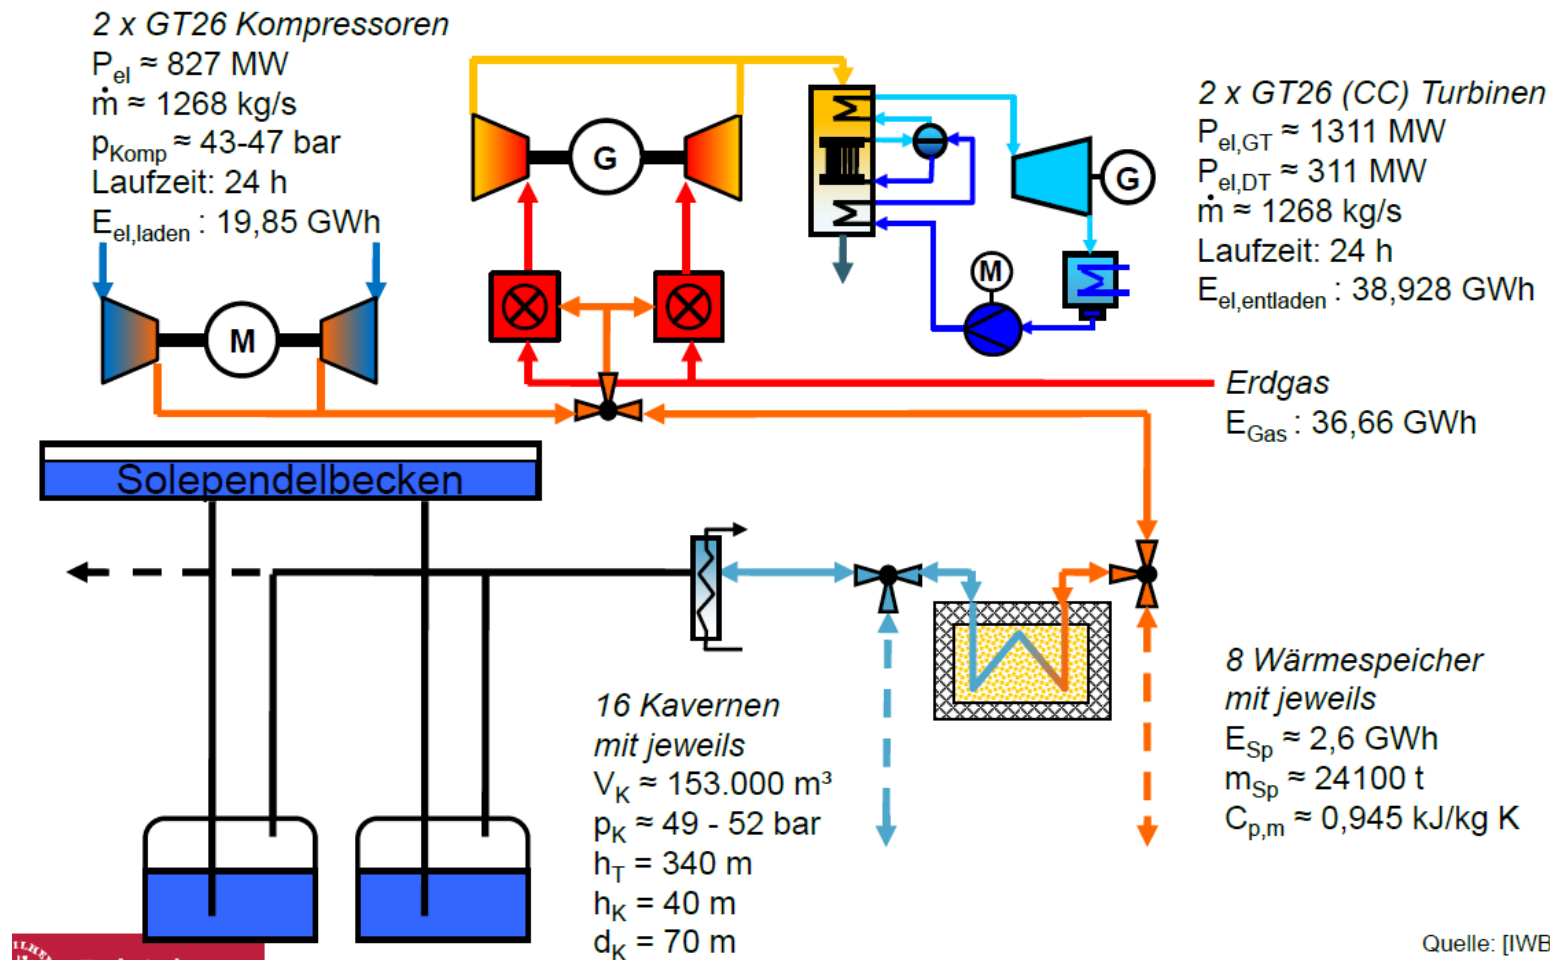 2 x GT26 Kompressoren
Pel ≈ 827 MW
ṁ ≈ 1268 kg/s
pKomp ≈ 43-47 bar
Laufzeit: 24 h
Eel,laden : 19,85 GWh
M
G
G
M
2 x GT26 (CC) Turbinen
Pel,GT ≈ 1311 MW
Pel,DT ≈ 311 MW
ṁ ≈ 1268 kg/s
Laufzeit: 24 h
Eel,entladen : 38,928 GWh
Erdgas
EGas : 36,66 GWh
Solependelbecken
16 Kavernen
mit jeweils
VK ≈ 153.000 m³
pK ≈ 49 - 52 bar
hT = 340 m
hK = 40 m
dK = 70 m
8 Wärmespeicher
mit jeweils
ESp ≈ 2,6 GWh
mSp ≈ 24100 t
Cp,m ≈ 0,945 kJ/kg K
Quelle: [IWB